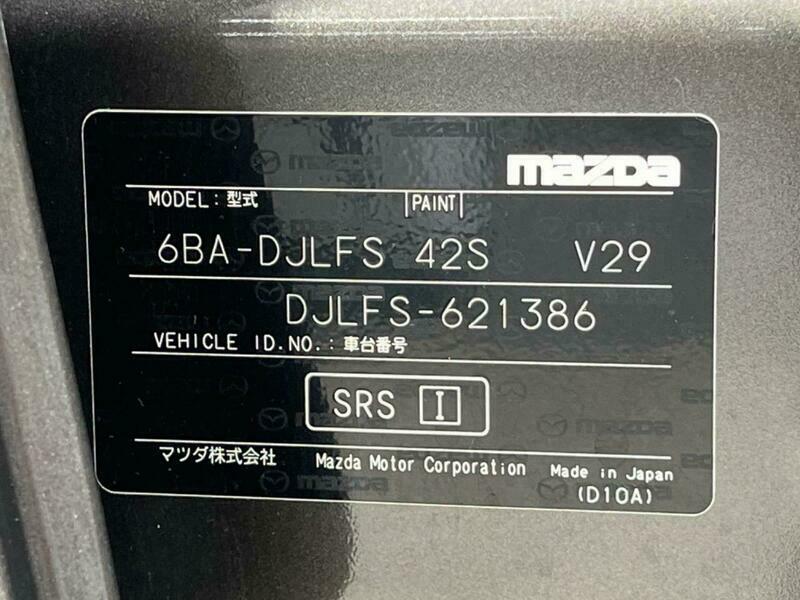 mazda
MODEL:型式 PAINT
6BA-DJLFS 42S V29
DJLFS-621386
VEHICLE ID.NO.:車台番号
SRS I
マツダ株式会社 Mazda Motor Corporation Made in Japan
(D10A)